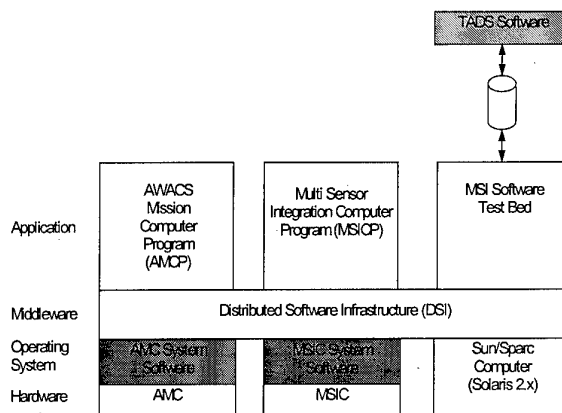 TADS Software
AWACS
Mission
Computer
Program
(AMCP)
Multi Sensor
Integration Computer
Program (MSICP)
MSI Software
Test Bed
Application
Middleware
Distributed Software Infrastructure (DSI)
Operating
System
AMC System
Software
MSIC System
Software
Sun/Sparc
Computer
(Solaris 2.x)
Hardware
AMC
MSIC